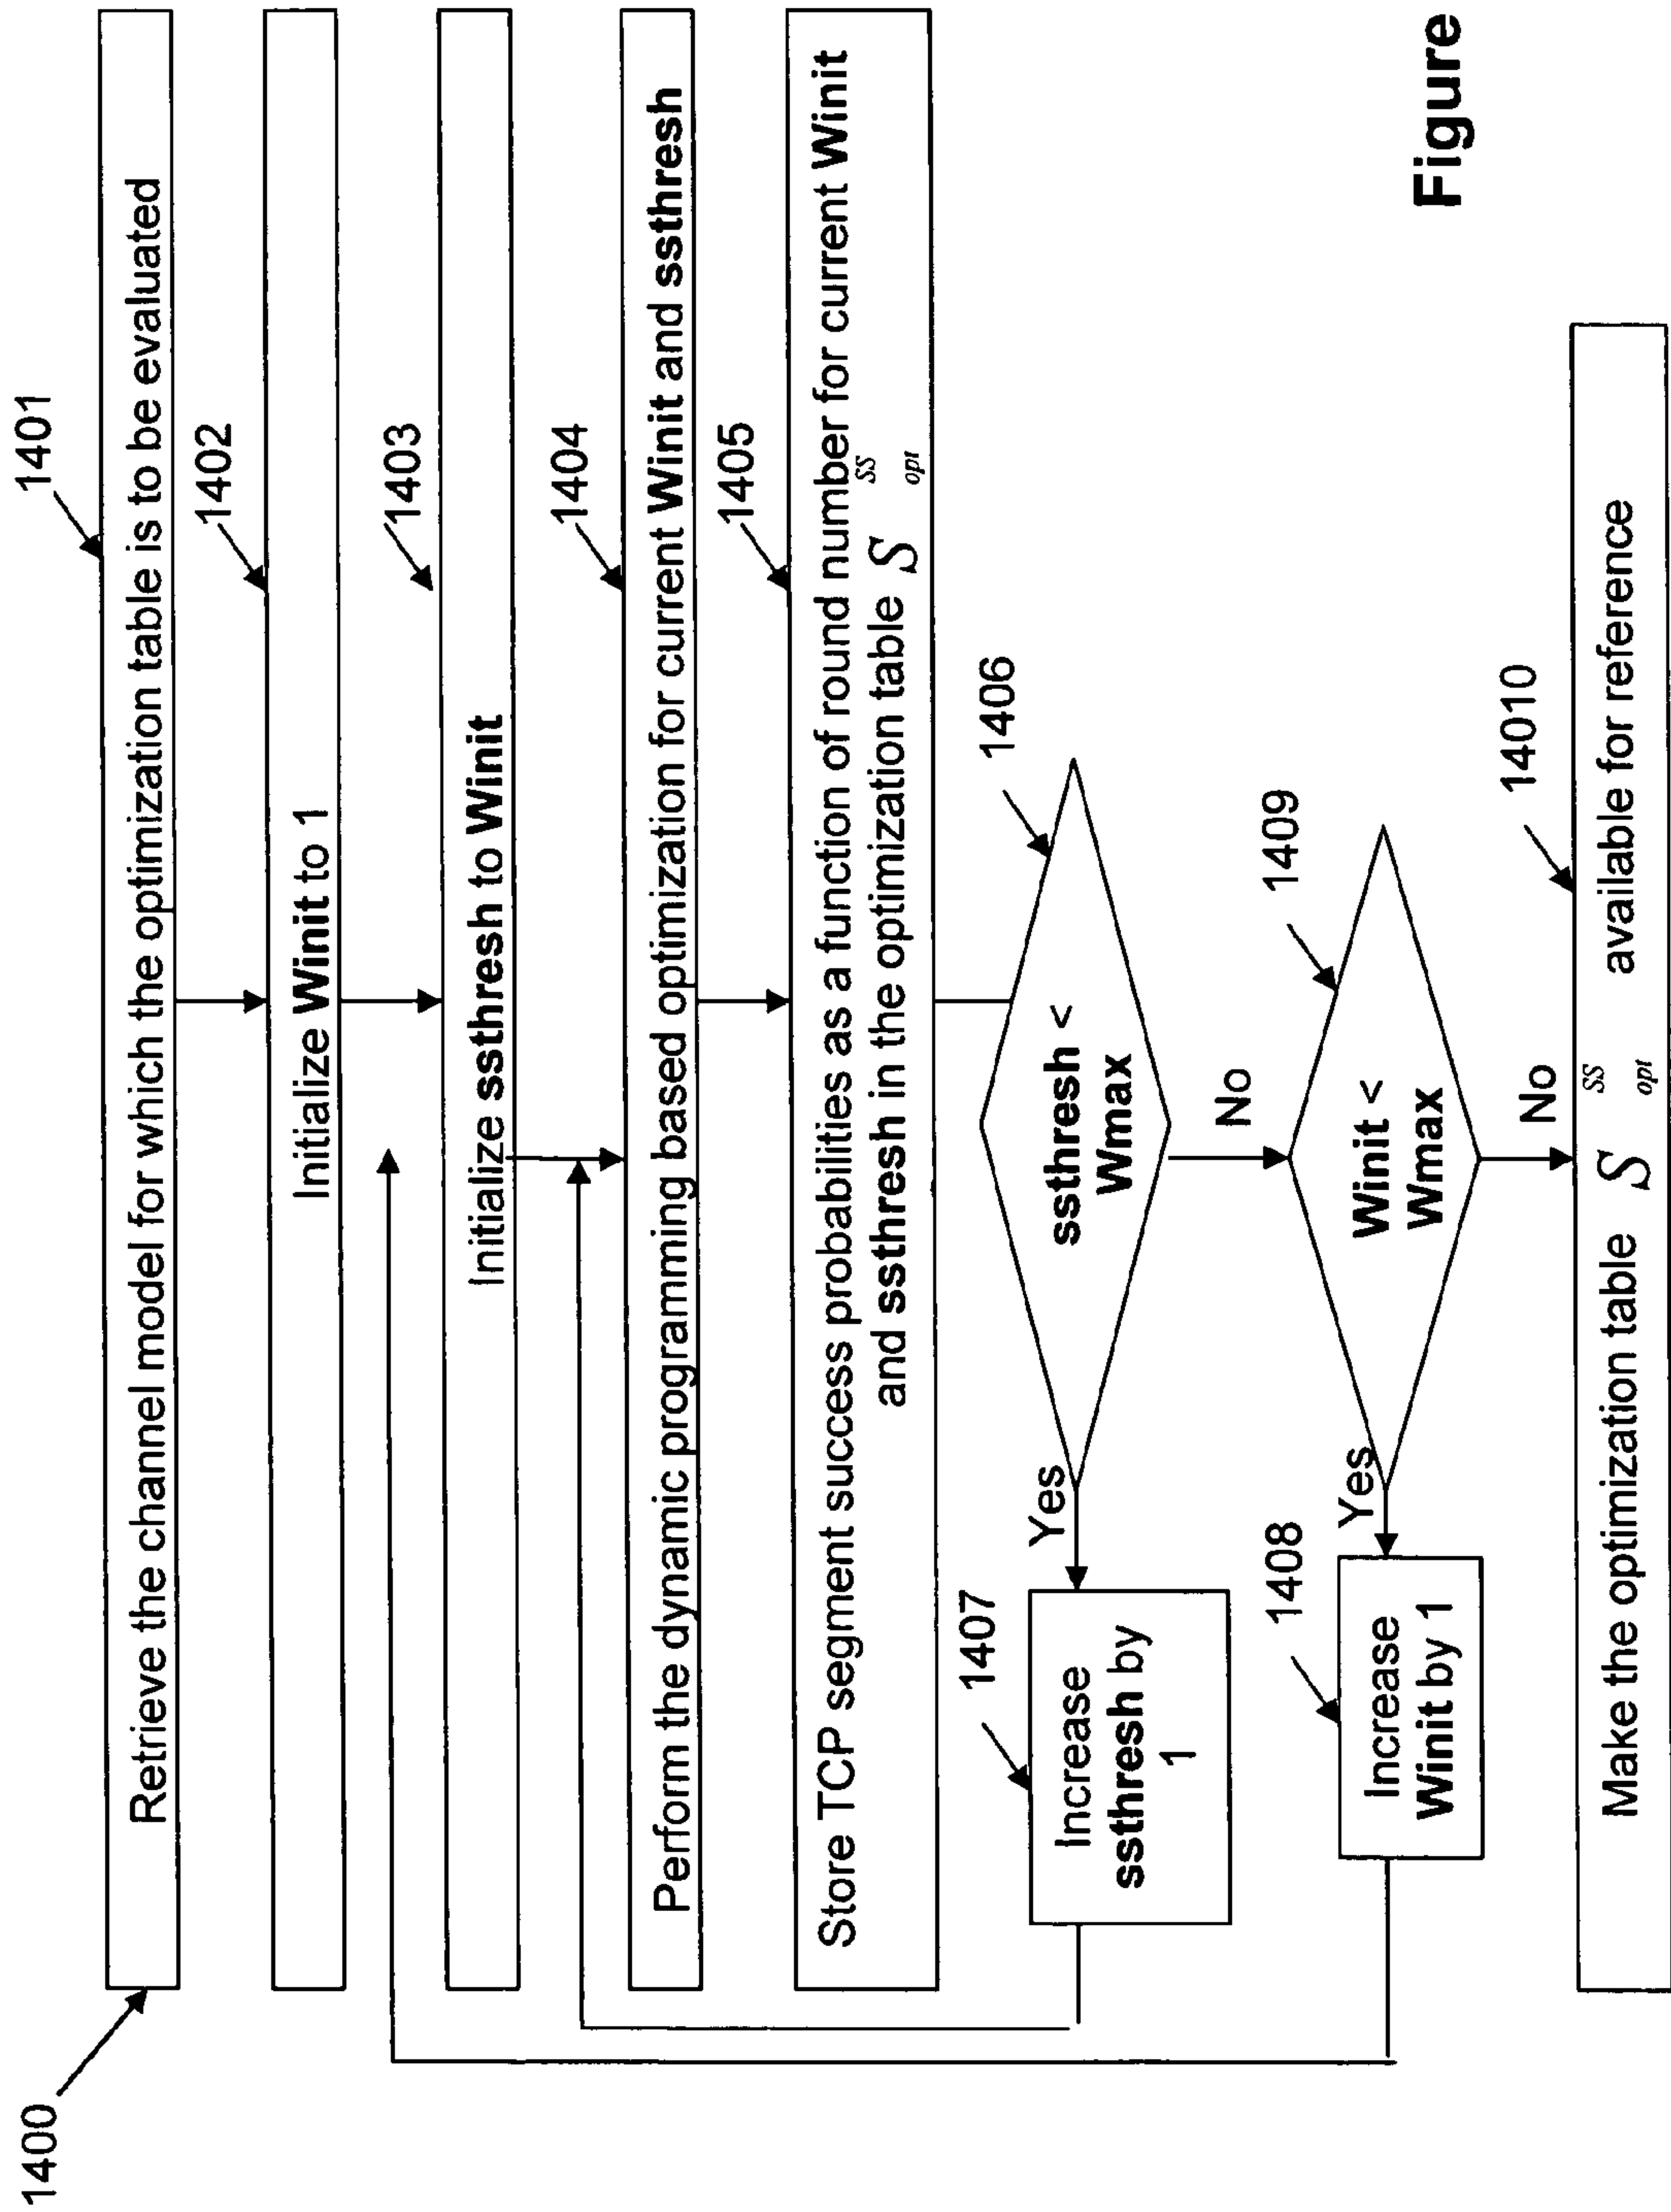 1400
1401
Retrieve the channel model for which the optimization table is to be evaluated
1402
Initialize Winit to 1
1403
Initialize ssthresh to Winit
1404
Perform the dynamic programming based optimization for current Winit and ssthresh
1405
Store TCP segment success probabilities as a function of round number for current Winit
and ssthresh in the optimization table S SS opt
1406
ssthresh <
Wmax
Yes
No
1407
Increase
ssthresh by
1
1409
Winit <
Wmax
Yes
No
1408
Increase
Winit by 1
14010
Make the optimization table S SS opt available for reference
Figure